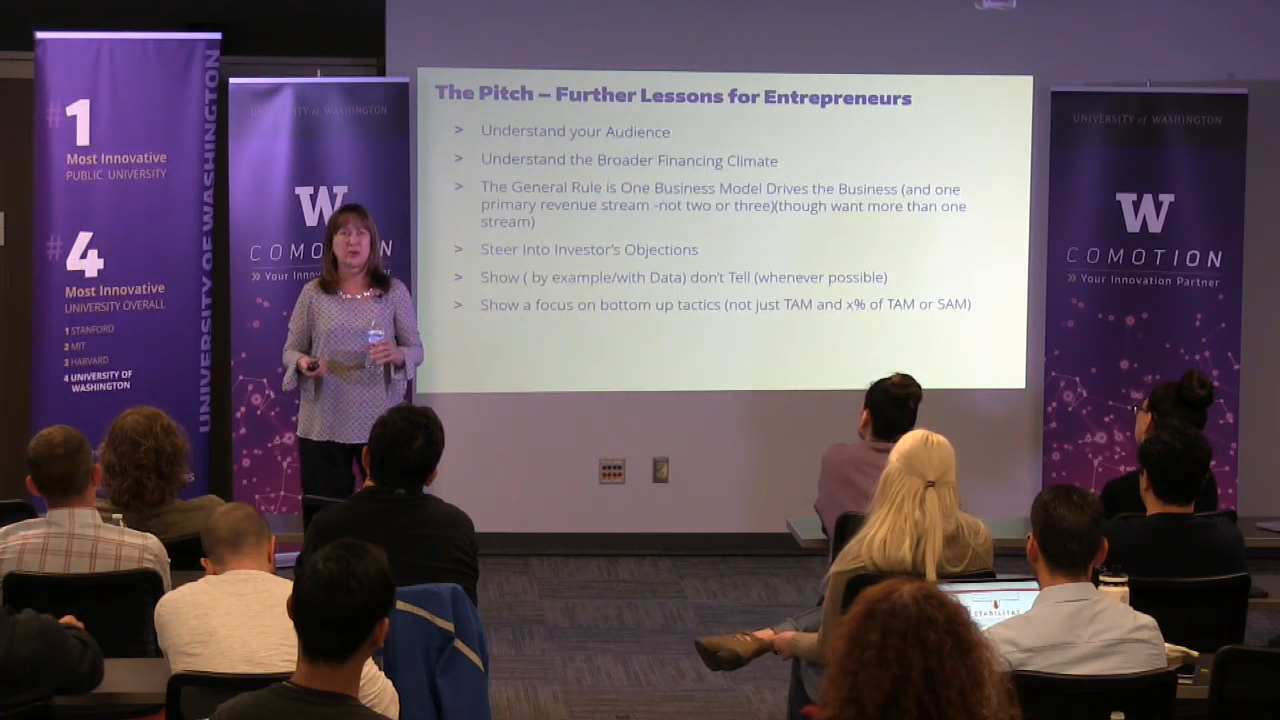 #1
Most Innovative
PUBLIC UNIVERSITY
#4
Most Innovative
UNIVERSITY OVERALL
1 STANFORD
2 MIT
3 HARVARD
4 UNIVERSITY OF
WASHINGTON
UNIVERSITY OF WASHINGTON
UNIVERSITY of WASHINGTON
W
COMOTION
» Your Innov
The Pitch – Further Lessons for Entrepreneurs
> Understand your Audience
> Understand the Broader Financing Climate
> The General Rule is One Business Model Drives the Business (and one
primary revenue stream -not two or three)(though want more than one
stream)
> Steer Into Investor's Objections
> Show ( by example/with Data) don't Tell (whenever possible)
> Show a focus on bottom up tactics (not just TAM and x% of TAM or SAM)
UNIVERSITY of WASHINGTON
W
COMOTION
» Your Innovation Partner